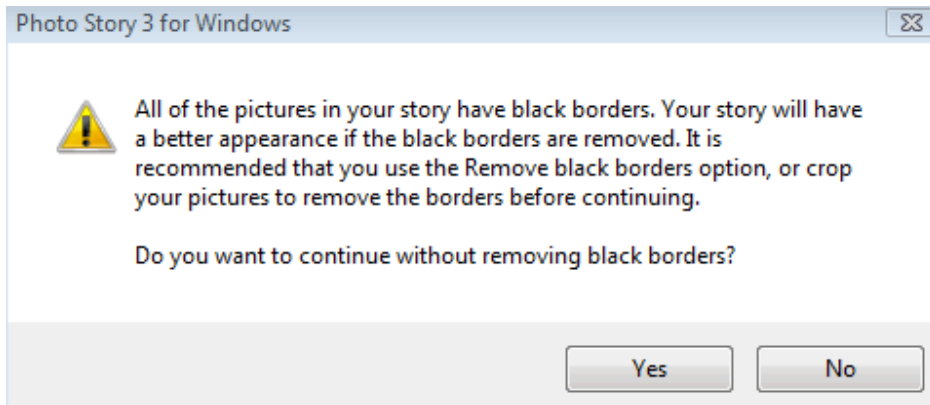 Photo Story 3 for Windows
All of the pictures in your story have black borders. Your story will have
a better appearance if the black borders are removed. It is
recommended that you use the Remove black borders option, or crop
your pictures to remove the borders before continuing.
Do you want to continue without removing black borders?
Yes
No